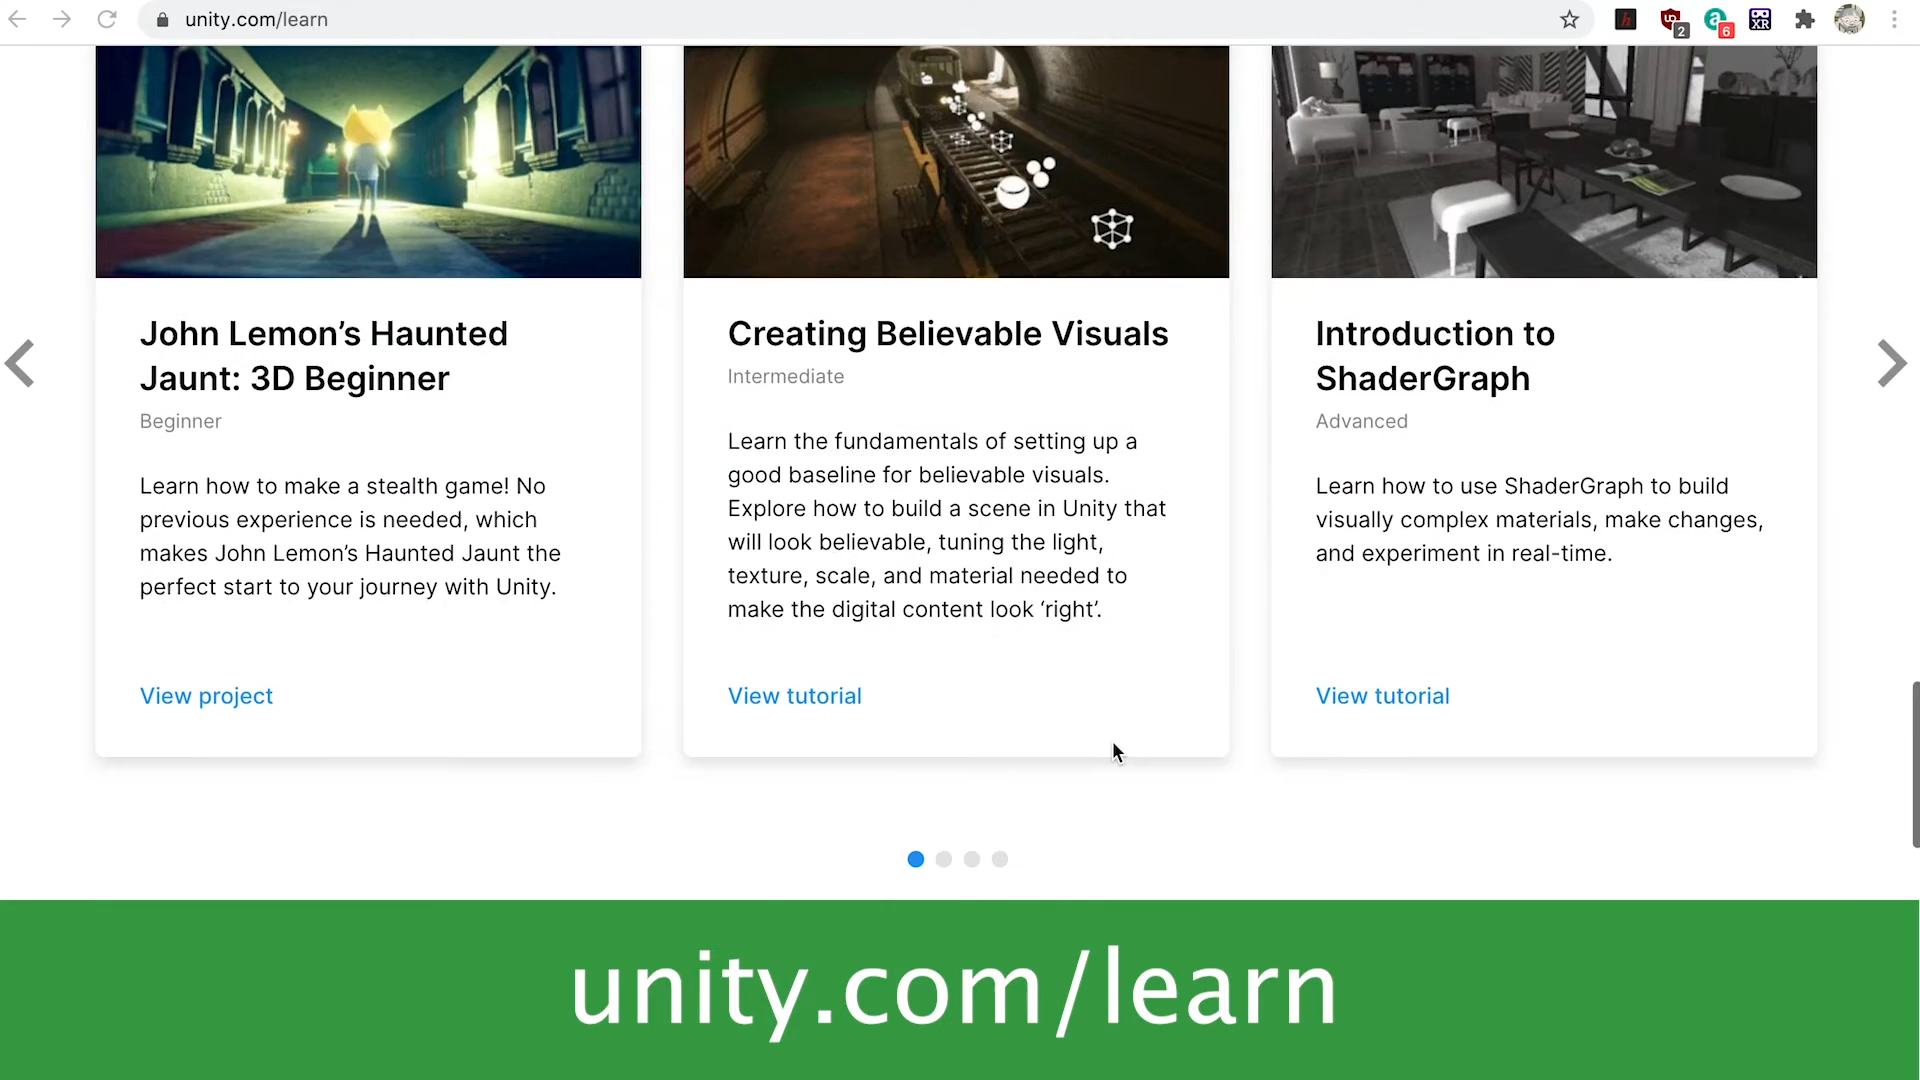 unity.com/learn
2
6
XR
John Lemon’s Haunted
Jaunt: 3D Beginner
Beginner
Learn how to make a stealth game! No
previous experience is needed, which
makes John Lemon’s Haunted Jaunt the
perfect start to your journey with Unity.
View project
Creating Believable Visuals
Intermediate
Learn the fundamentals of setting up a
good baseline for believable visuals.
Explore how to build a scene in Unity that
will look believable, tuning the light,
texture, scale, and material needed to
make the digital content look ‘right’.
View tutorial
Introduction to
ShaderGraph
Advanced
Learn how to use ShaderGraph to build
visually complex materials, make changes,
and experiment in real-time.
View tutorial
unity.com/learn